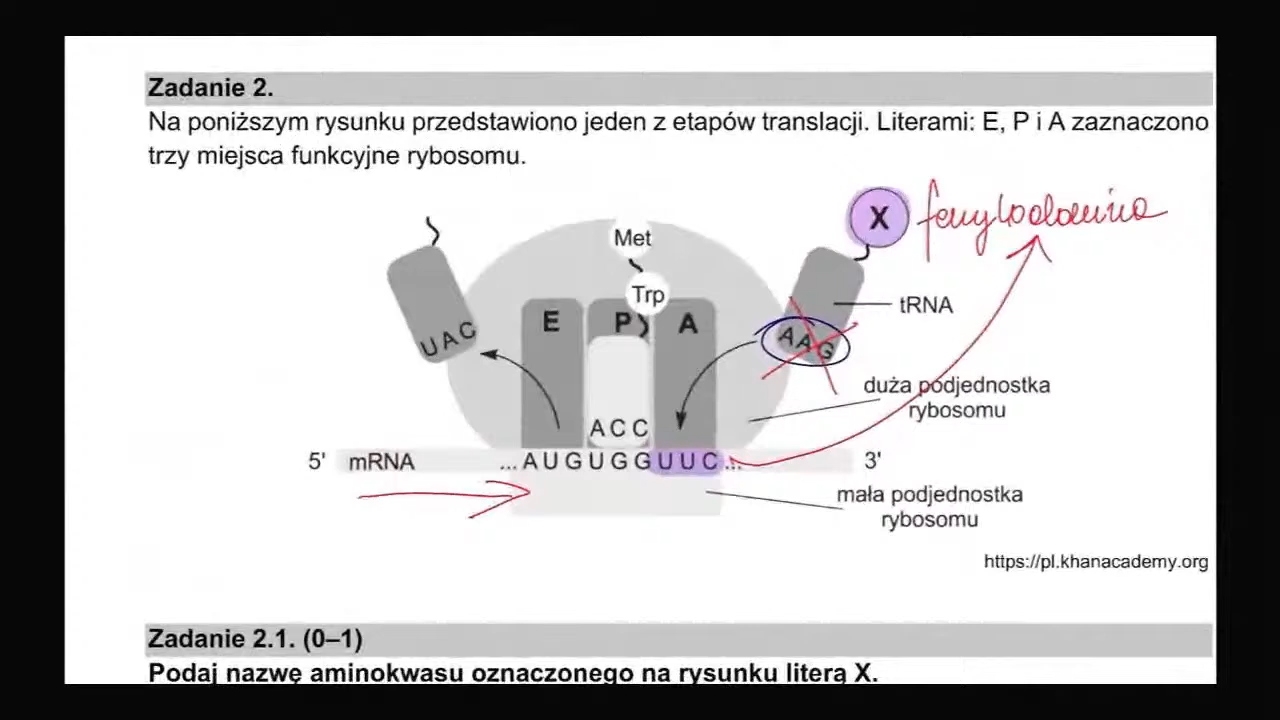 Zadanie 2.
Na poniższym rysunku przedstawiono jeden z etapów translacji. Literami: E, P i A zaznaczono
trzy miejsca funkcyjne rybosomu.
X fenyloalanina
Met
Trp
E P A
tRNA
UAC
AAG
duża podjednostka
rybosomu
ACC
5' mRNA ...AUGUGGUUC... 3'
mała podjednostka
rybosomu
https://pl.khanacademy.org
Zadanie 2.1. (0–1)
Podaj nazwę aminokwasu oznaczonego na rysunku literą X.